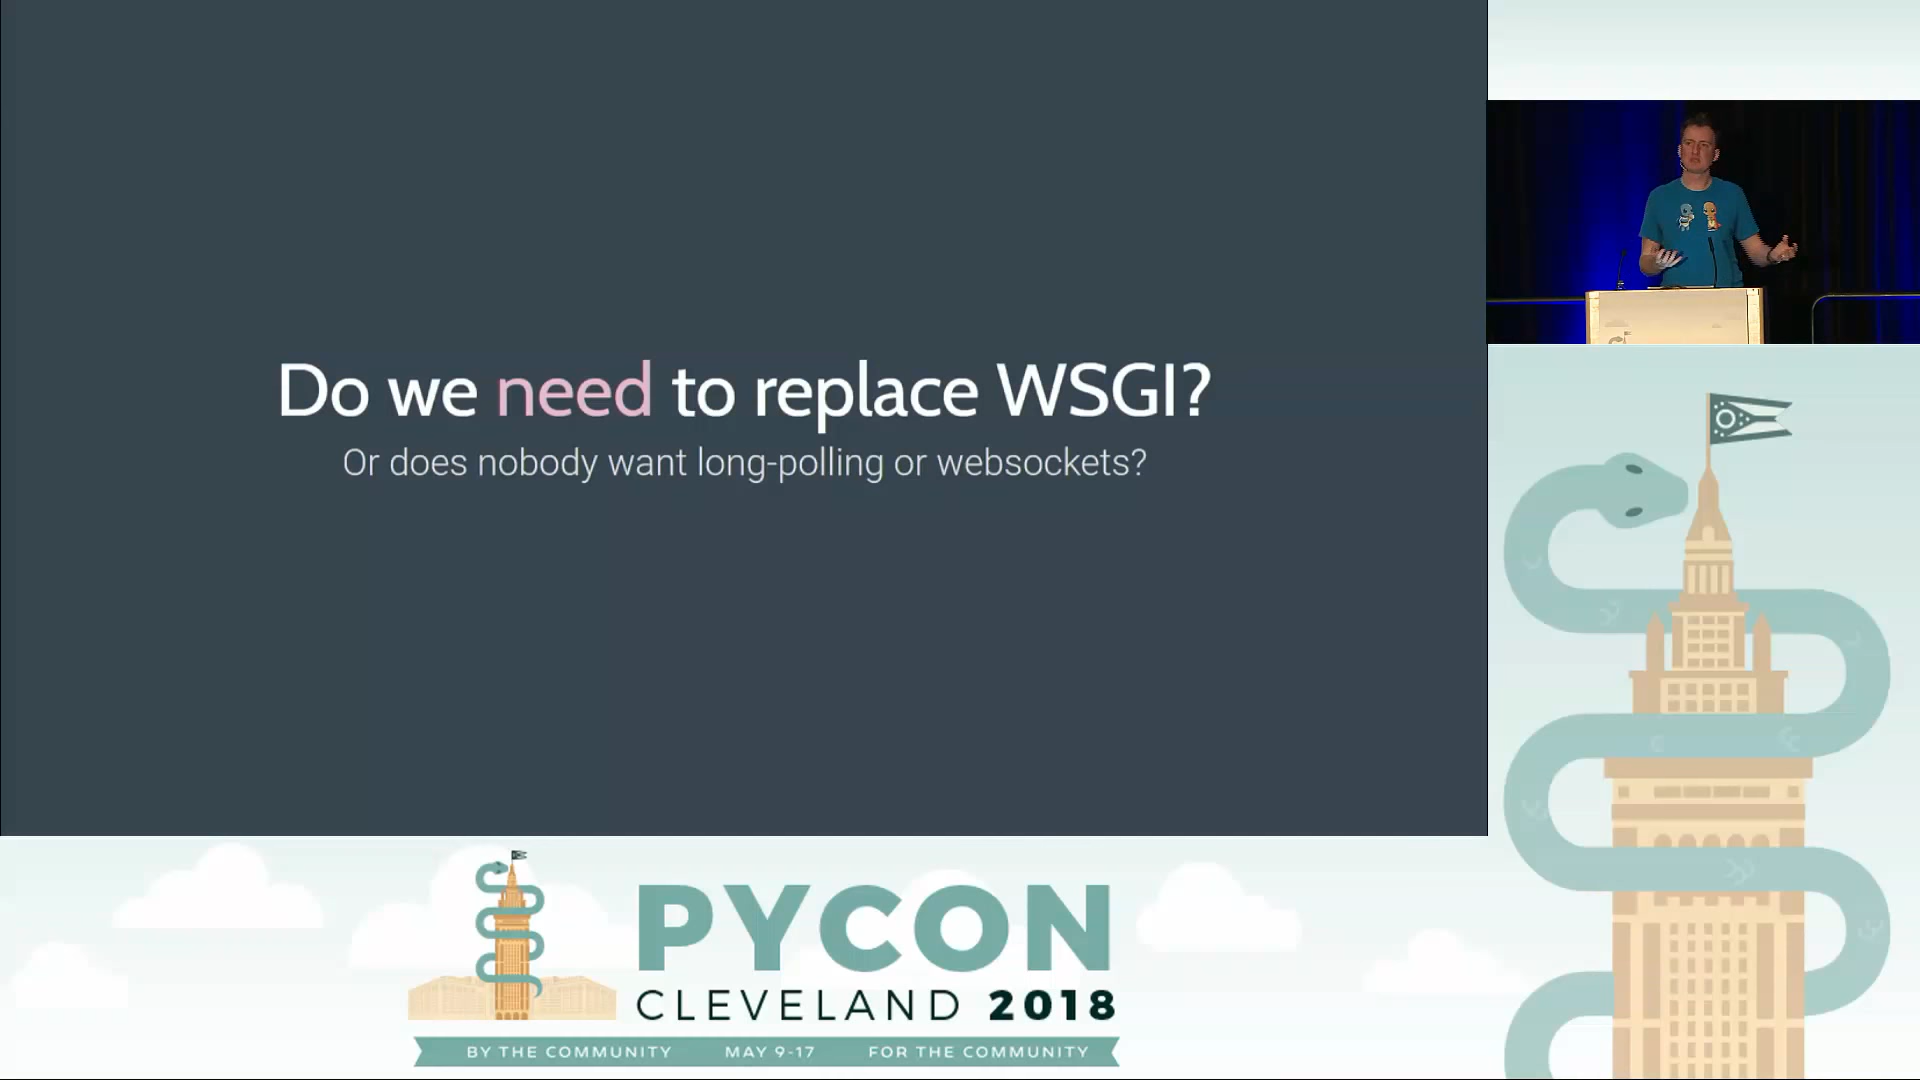 Do we need to replace WSGI?
Or does nobody want long-polling or websockets?
PYCON
CLEVELAND 2018
BY THE COMMUNITY MAY 9-17 FOR THE COMMUNITY